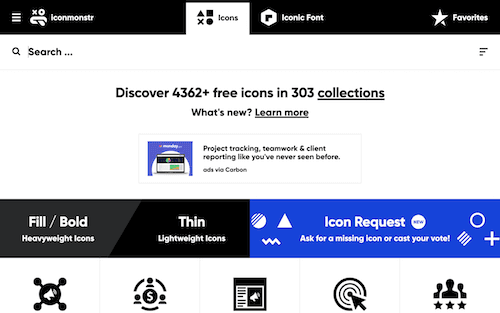 iconmonstr
Icons
Iconic Font
Favorites
Search ...
Discover 4362+ free icons in 303 collections
What's new? Learn more
Project tracking, teamwork & client
reporting like you've never seen before.
ads via Carbon
Fill / Bold
Heavyweight Icons
Thin
Lightweight Icons
Icon Request NEW
Ask for a missing icon or cast your vote!